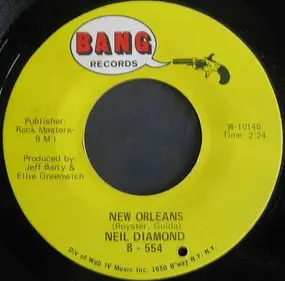 BANG
RECORDS
Publisher:
Rock Masters-
B M I
W-10145
Time: 2:24
Produced by:
Jeff Barry &
Ellie Greenwich
NEW ORLEANS
(Royster, Guida)
NEIL DIAMOND
B - 554
Div of Web IV Music Inc. 1650 B'way N.Y. N.Y.